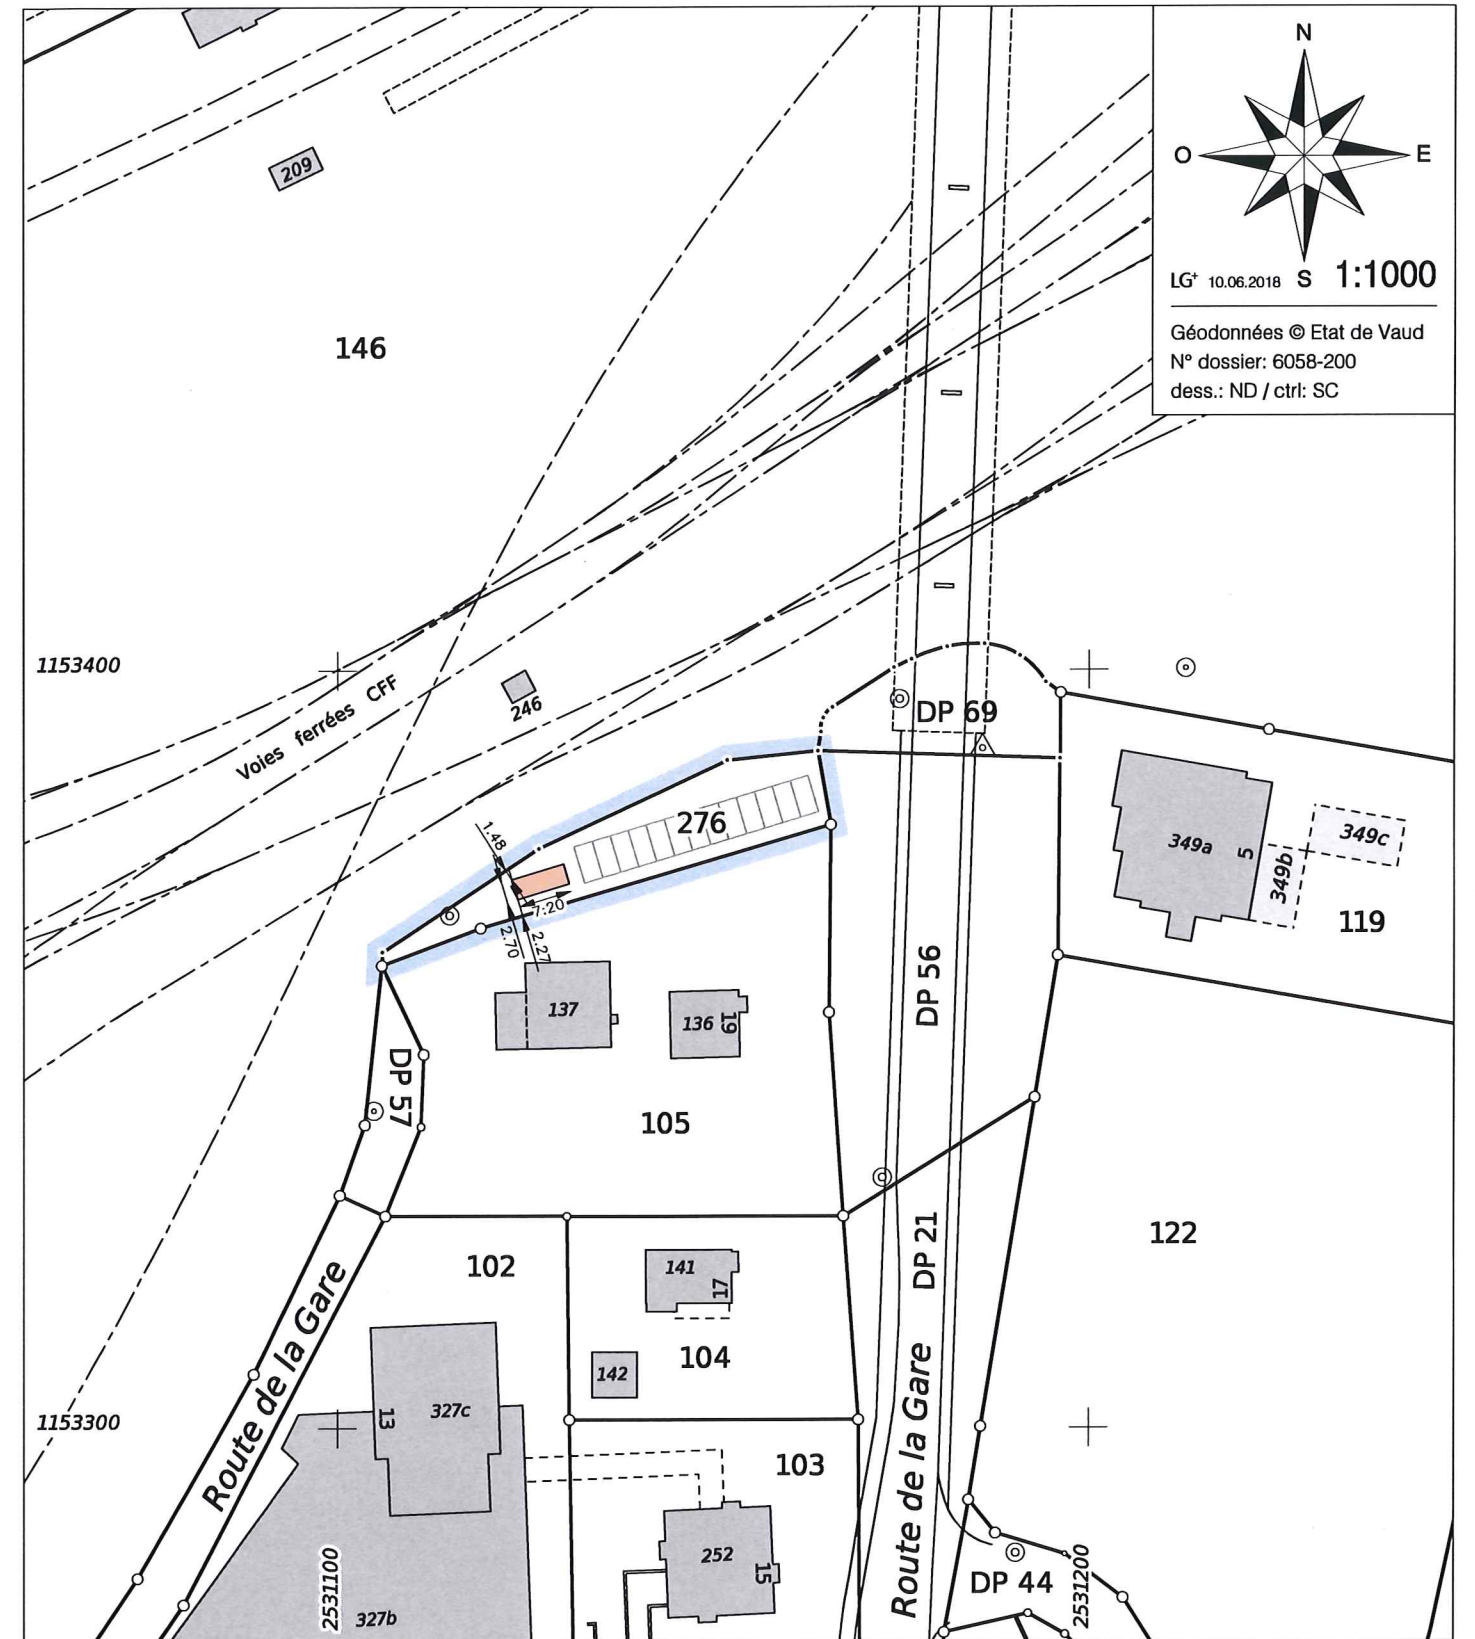 N
O
E
S
LG+ 10.06.2018
1:1000
Géodonnées © Etat de Vaud
N° dossier: 6058-200
dess.: ND / ctrl: SC
209
146
1153400
Voies ferrées CFF
246
DP 69
276
1.48
7:20
2.70
2.27
349a
5
349b
349c
119
137
136
19
DP 56
DP 57
105
122
102
141
17
DP 21
104
142
Route de la Gare
13
327c
1153300
103
Route de la Gare
252
15
DP 44
2531100
327b
2531200